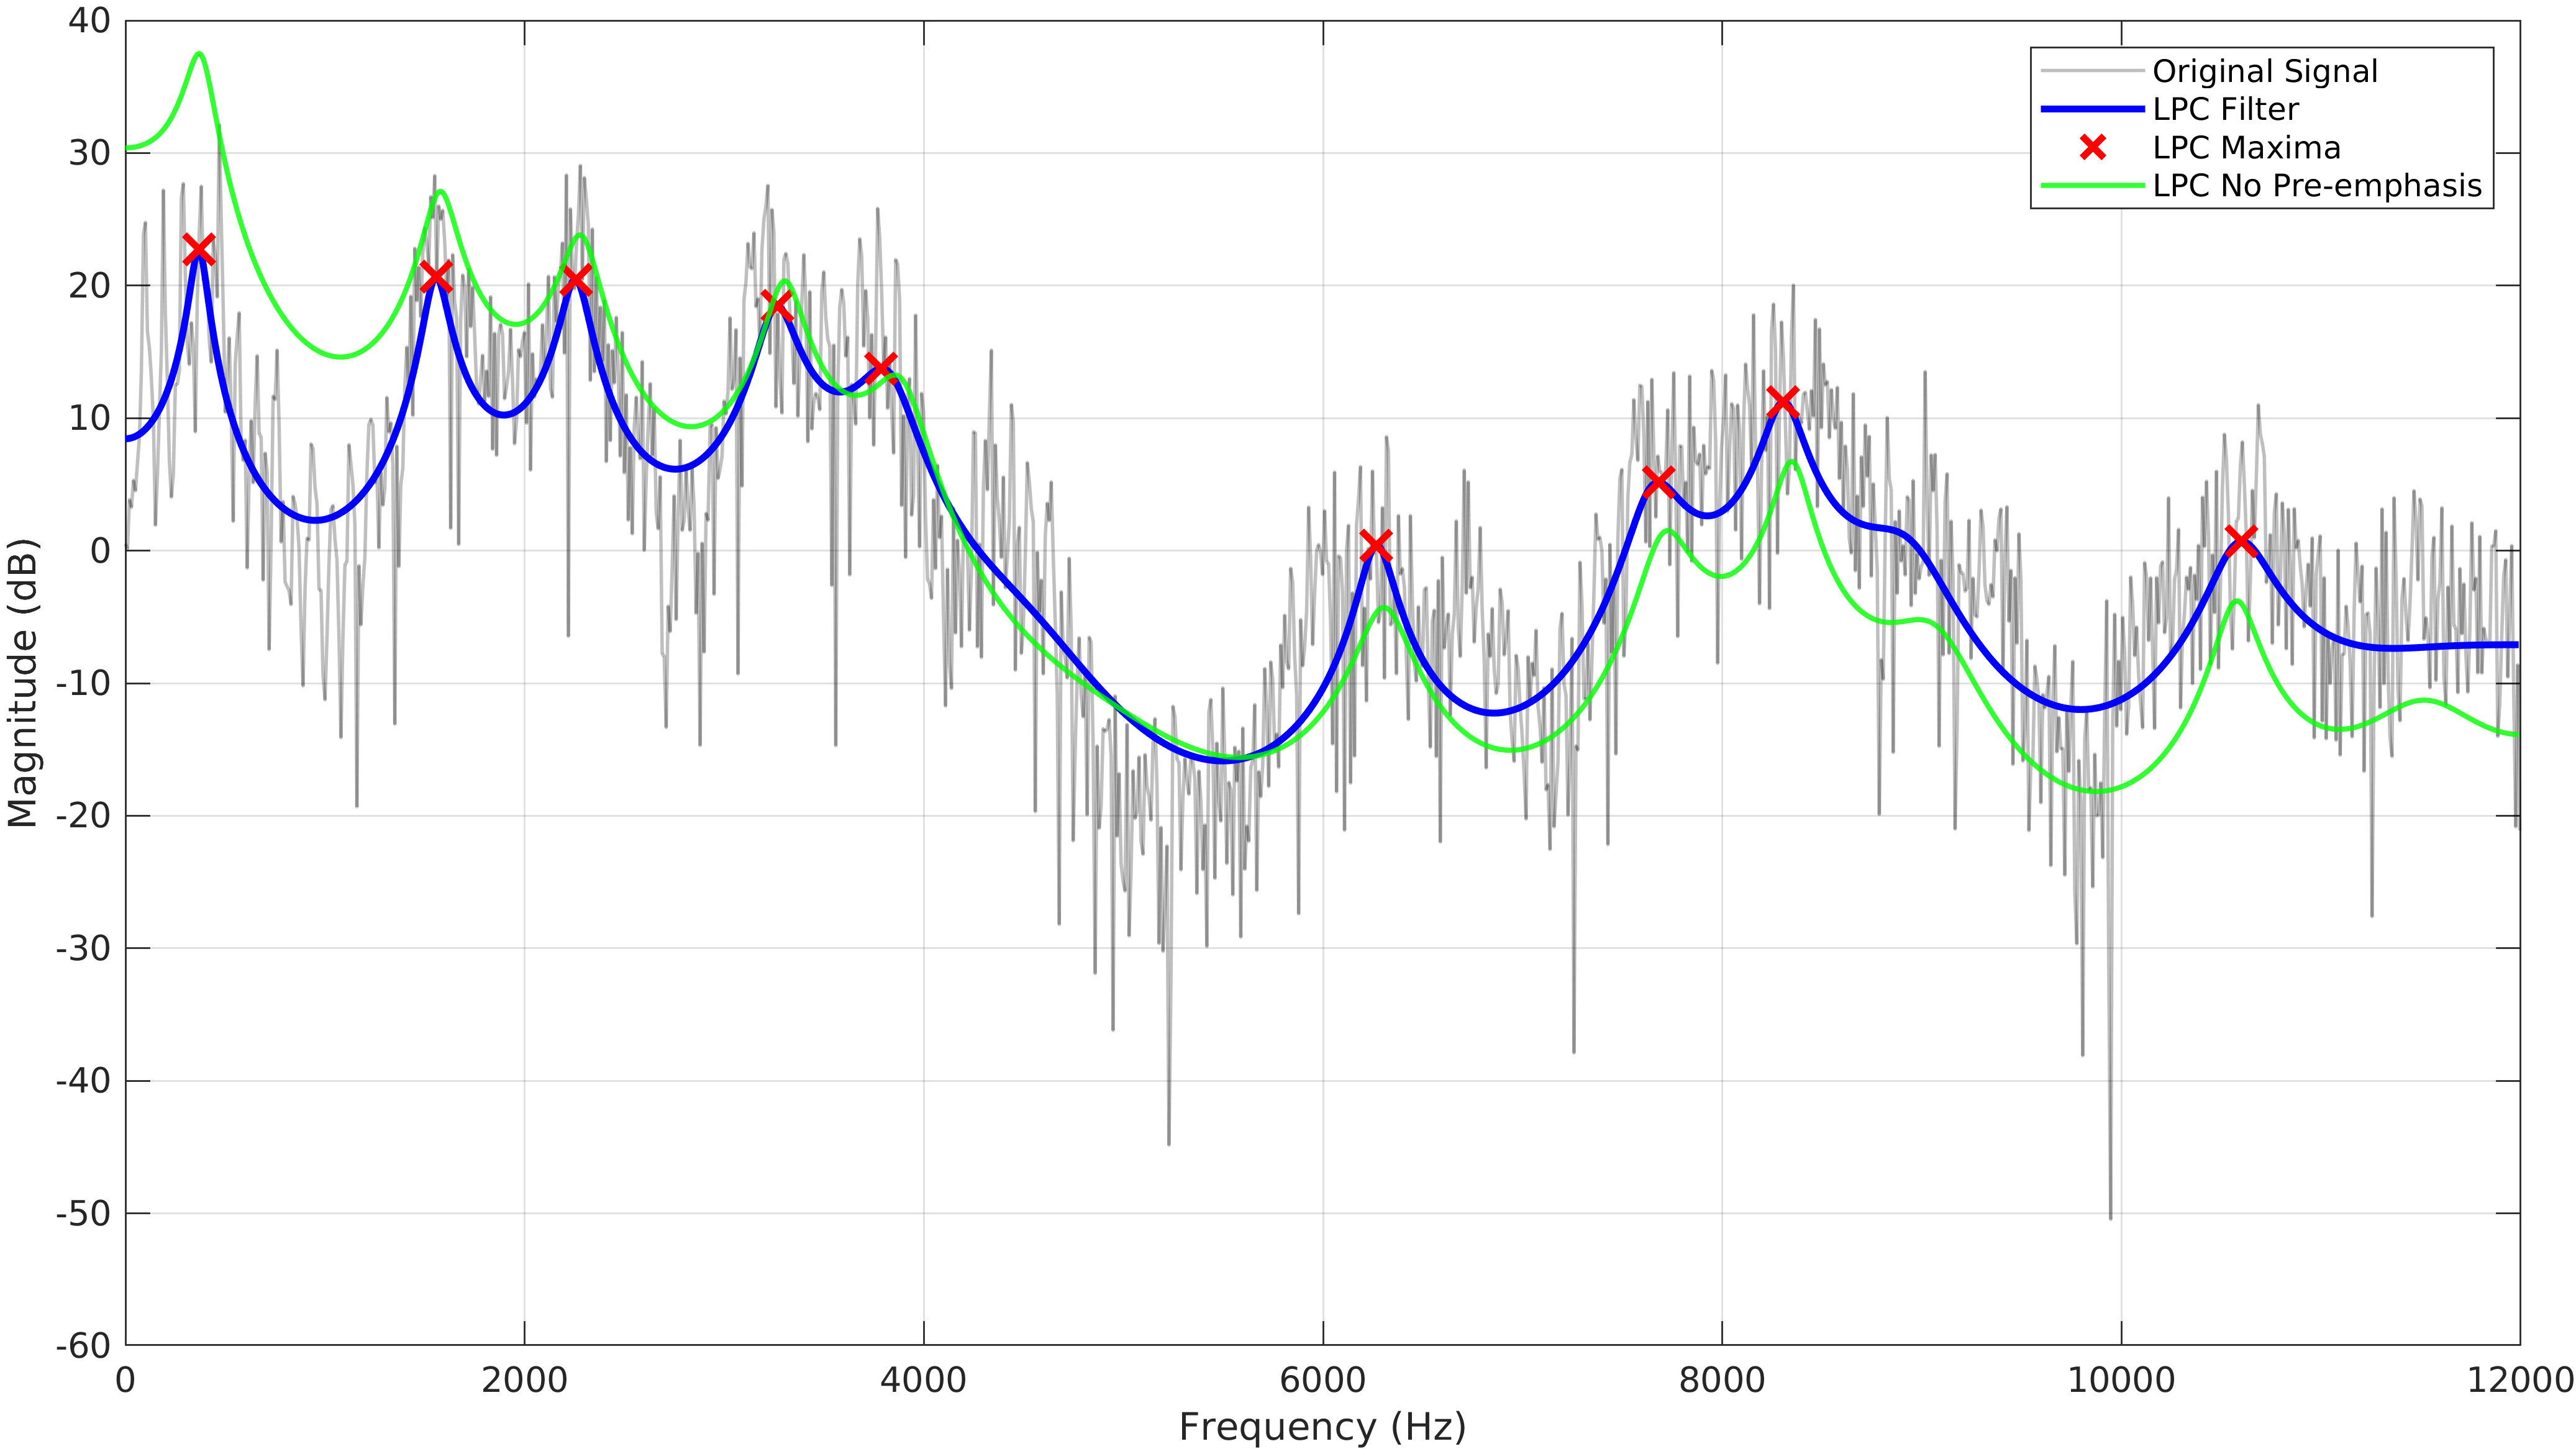 40
30
20
10
0
-10
-20
-30
-40
-50
-60
Magnitude (dB)
Original Signal
LPC Filter
LPC Maxima
LPC No Pre-emphasis
0 2000 4000 6000 8000 10000 12000
Frequency (Hz)